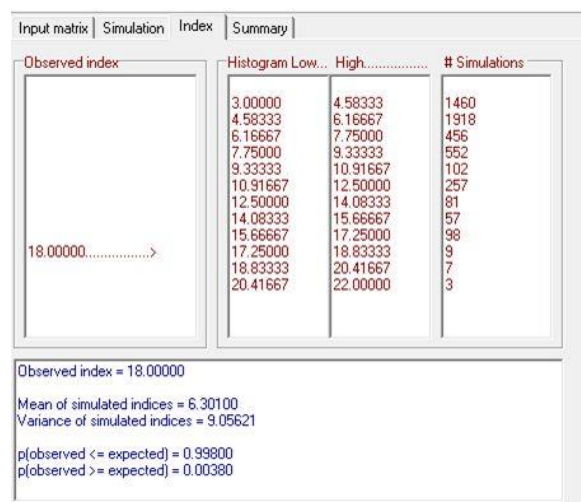 Input matrix Simulation Index Summary
Observed index Histogram Low... High................. # Simulations
3.00000 4.58333 1460
4.58333 6.16667 1918
6.16667 7.75000 456
7.75000 9.33333 552
9.33333 10.91667 102
10.91667 12.50000 257
12.50000 14.08333 81
14.08333 15.66667 57
15.66667 17.25000 98
18.00000................> 17.25000 18.83333 9
18.83333 20.41667 7
20.41667 22.00000 3
Observed index = 18.00000
Mean of simulated indices = 6.30100
Variance of simulated indices = 9.05621
p(observed <= expected) = 0.99800
p(observed >= expected) = 0.00380